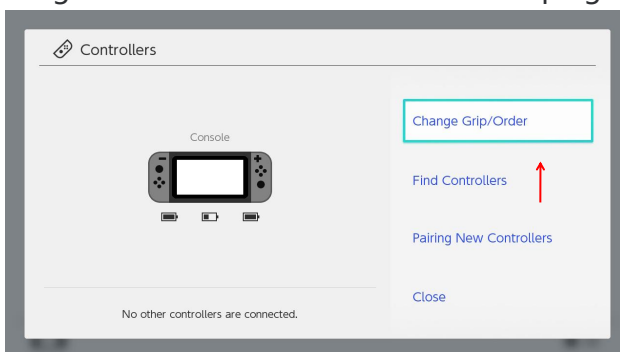 Controllers
Console
Change Grip/Order
Find Controllers
Pairing New Controllers
Close
No other controllers are connected.